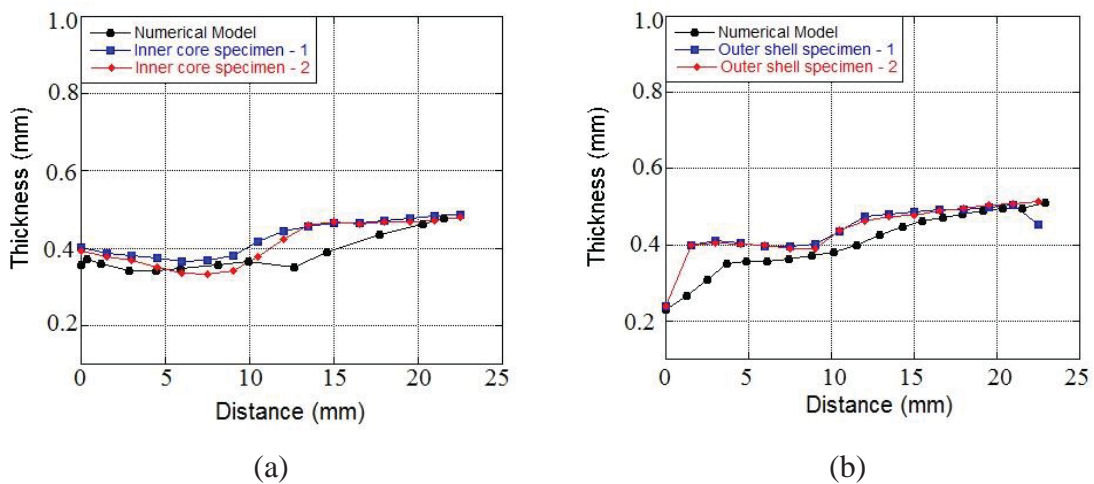 1.0
0.8
0.6
0.4
0.2
Thickness (mm)
Numerical Model
Inner core specimen - 1
Inner core specimen - 2
0 5 10 15 20 25
Distance (mm)
(a)
1.0
0.8
0.6
0.4
0.2
Thickness (mm)
Numerical Model
Outer shell specimen - 1
Outer shell specimen - 2
0 5 10 15 20 25
Distance (mm)
(b)